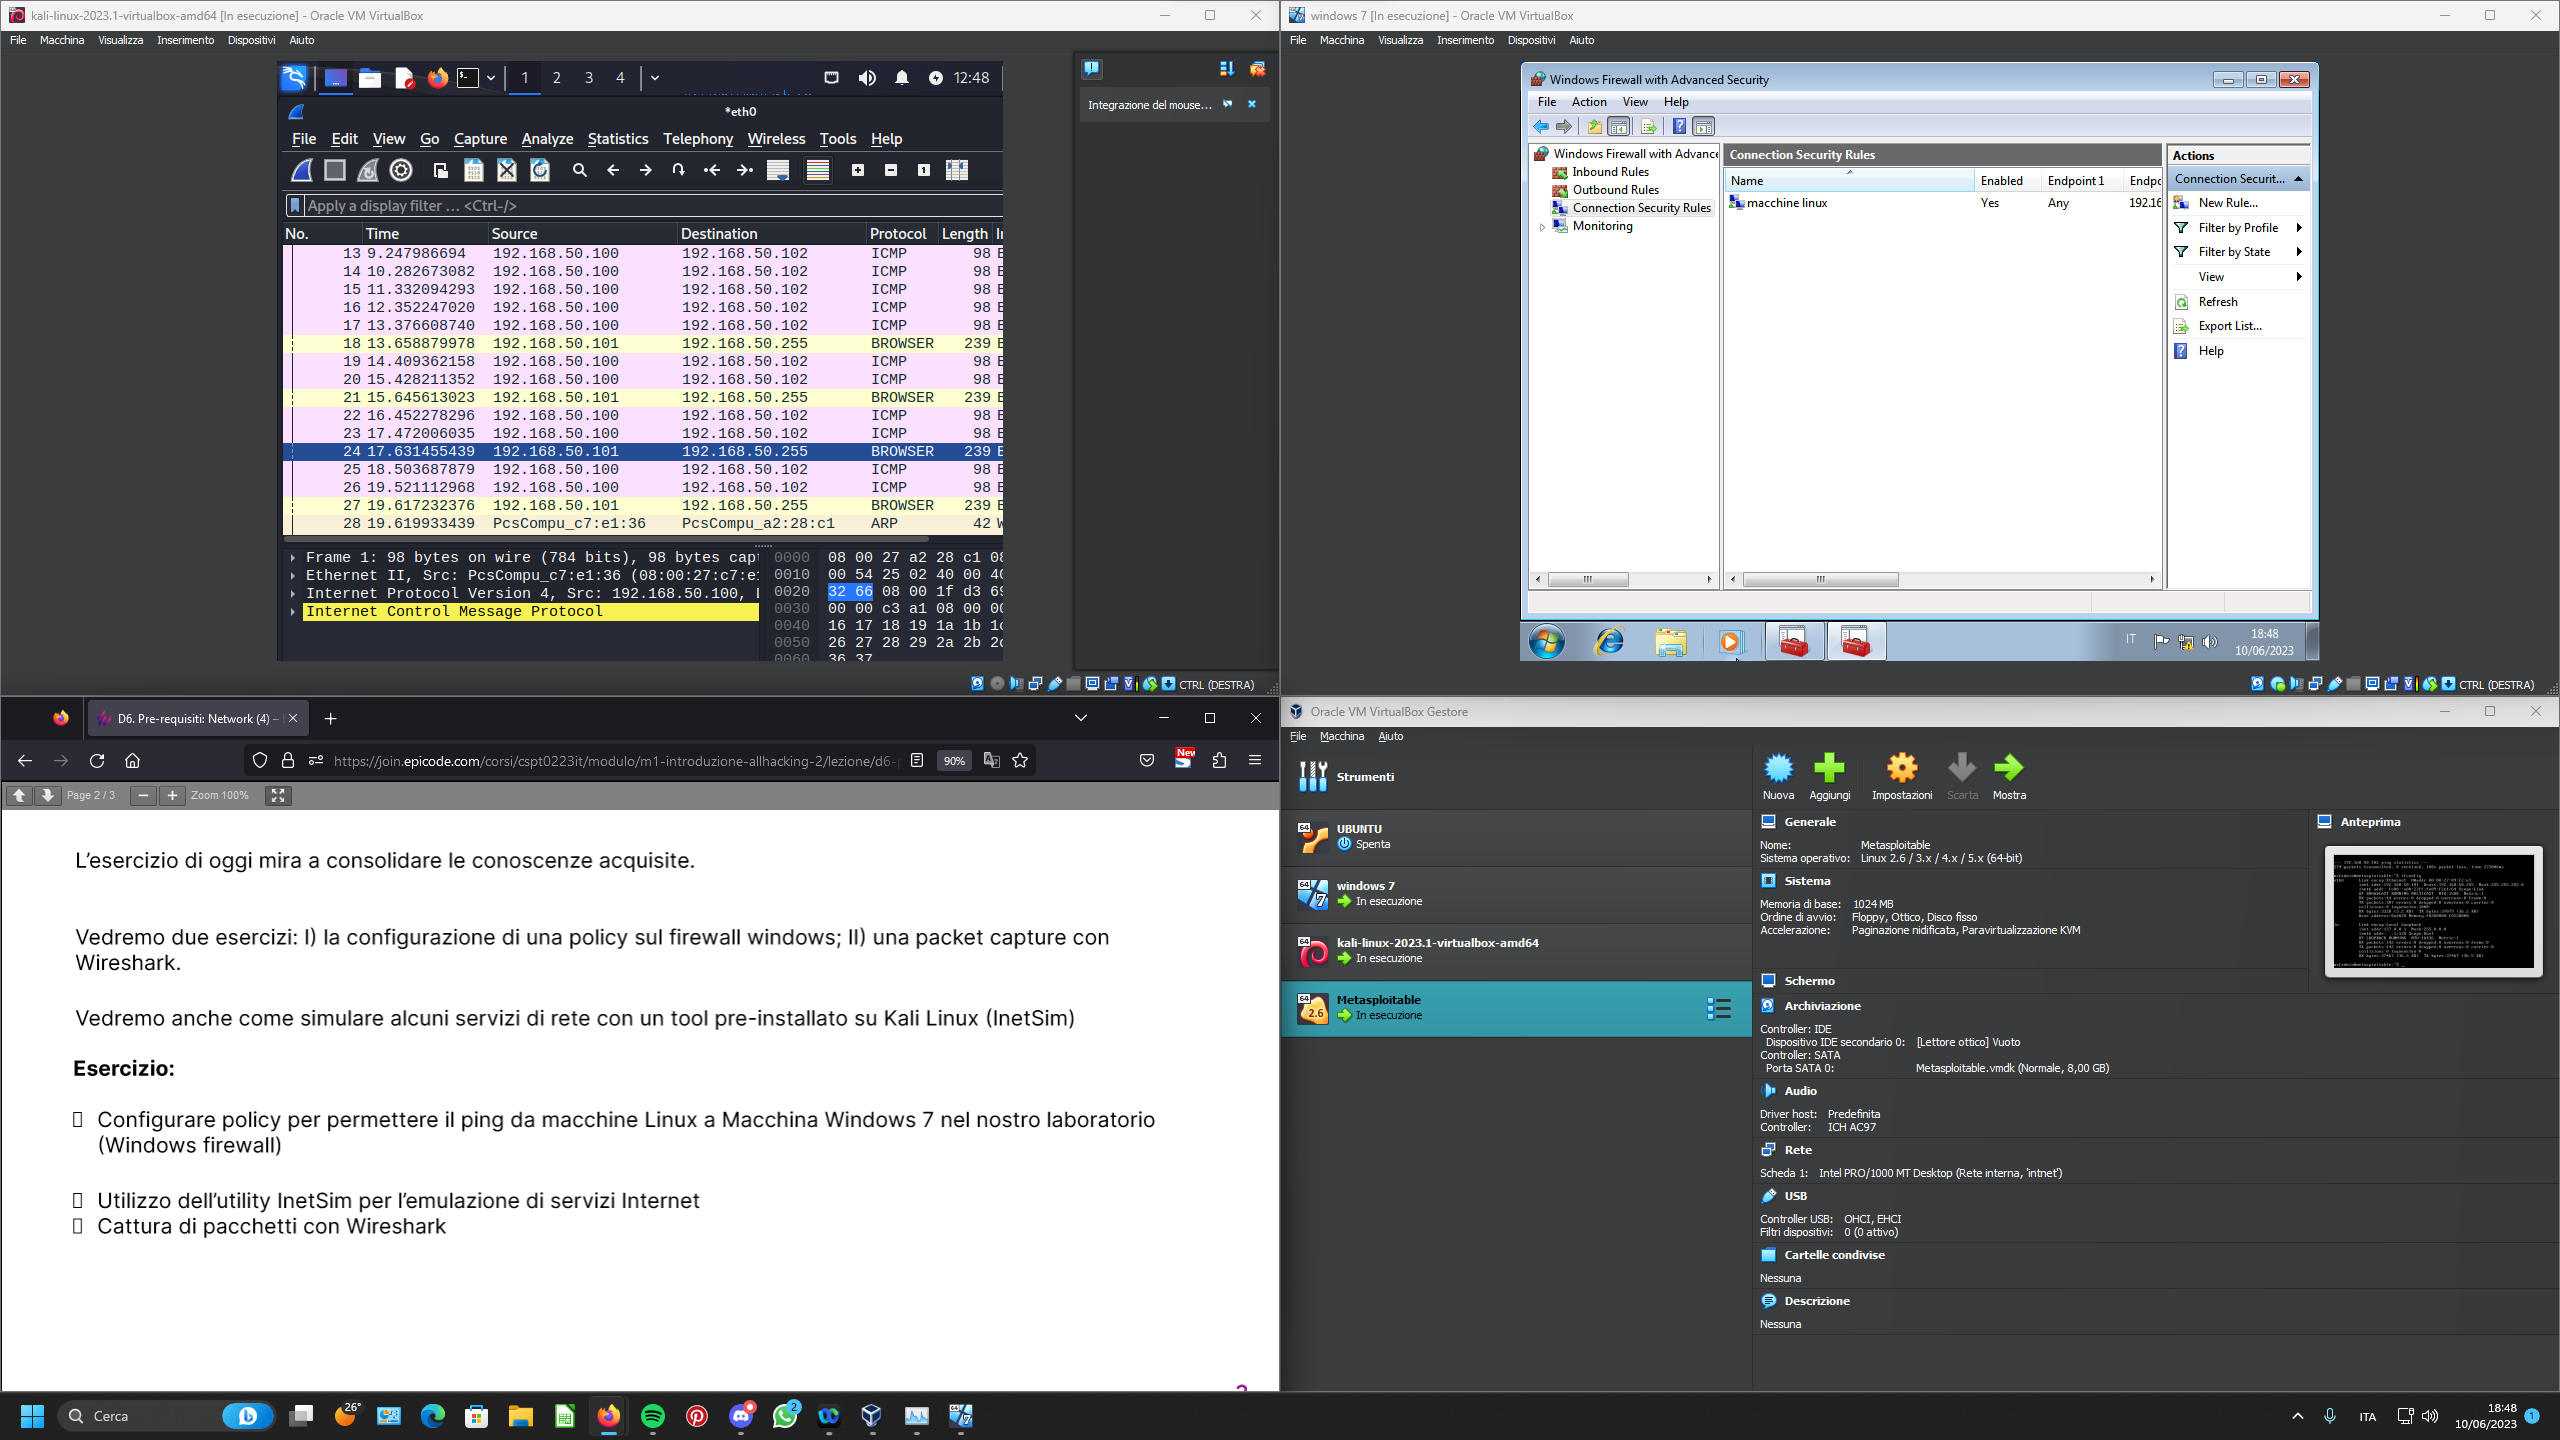 kali-linux-2023.1-virtualbox-amd64 [In esecuzione] - Oracle VM VirtualBox
File Macchina Visualizza Inserimento Dispositivi Aiuto
1 2 3 4 12:48
*eth0
File Edit View Go Capture Analyze Statistics Telephony Wireless Tools Help
Apply a display filter ... <Ctrl-/>
No. Time Source Destination Protocol Length
13 9.247986694 192.168.50.100 192.168.50.102 ICMP 98
14 10.282673082 192.168.50.100 192.168.50.102 ICMP 98
15 11.332094293 192.168.50.100 192.168.50.102 ICMP 98
16 12.352247020 192.168.50.100 192.168.50.102 ICMP 98
17 13.376608740 192.168.50.100 192.168.50.102 ICMP 98
18 13.658879978 192.168.50.101 192.168.50.255 BROWSER 239
19 14.409362158 192.168.50.100 192.168.50.102 ICMP 98
20 15.428211352 192.168.50.100 192.168.50.102 ICMP 98
21 15.645613023 192.168.50.101 192.168.50.255 BROWSER 239
22 16.452278296 192.168.50.100 192.168.50.102 ICMP 98
23 17.472006035 192.168.50.100 192.168.50.102 ICMP 98
24 17.631455439 192.168.50.101 192.168.50.255 BROWSER 239
25 18.503687879 192.168.50.100 192.168.50.102 ICMP 98
26 19.521112968 192.168.50.100 192.168.50.102 ICMP 98
27 19.617232376 192.168.50.101 192.168.50.255 BROWSER 239
28 19.619933439 PcsCompu_c7:e1:36 PcsCompu_a2:28:c1 ARP 42
Frame 1: 98 bytes on wire (784 bits), 98 bytes capt
Ethernet II, Src: PcsCompu_c7:e1:36 (08:00:27:c7:e1
Internet Protocol Version 4, Src: 192.168.50.100,
Internet Control Message Protocol
0000 08 00 27 a2 28 c1 08
0010 00 54 25 02 40 00 40
0020 32 66 08 00 1f d3 69
0030 00 00 c3 a1 08 00 00
0040 16 17 18 19 1a 1b 1c
0050 26 27 28 29 2a 2b 2c
0060 36 37
Integrazione del mouse...
CTRL (DESTRA)
windows 7 [In esecuzione] - Oracle VM VirtualBox
File Macchina Visualizza Inserimento Dispositivi Aiuto
Windows Firewall with Advanced Security
File Action View Help
Windows Firewall with Advance
Inbound Rules
Outbound Rules
Connection Security Rules
Monitoring
Connection Security Rules
Name Enabled Endpoint 1 Endpo
macchine linux Yes Any 192.16
Actions
Connection Securit...
New Rule...
Filter by Profile
Filter by State
View
Refresh
Export List...
Help
IT
18:48
10/06/2023
CTRL (DESTRA)
D6. Pre-requisiti: Network (4) –
https://join.epicode.com/corsi/cspt0223it/modulo/m1-introduzione-allhacking-2/lezione/d6-p
90%
New
Page 2 / 3 Zoom 100%
L'esercizio di oggi mira a consolidare le conoscenze acquisite.
Vedremo due esercizi: I) la configurazione di una policy sul firewall windows; II) una packet capture con
Wireshark.
Vedremo anche come simulare alcuni servizi di rete con un tool pre-installato su Kali Linux (InetSim)
Esercizio:
Configurare policy per permettere il ping da macchine Linux a Macchina Windows 7 nel nostro laboratorio
(Windows firewall)
Utilizzo dell'utility InetSim per l'emulazione di servizi Internet
Cattura di pacchetti con Wireshark
Oracle VM VirtualBox Gestore
File Macchina Aiuto
Strumenti
UBUNTU
Spenta
windows 7
In esecuzione
kali-linux-2023.1-virtualbox-amd64
In esecuzione
Metasploitable
In esecuzione
Nuova Aggiungi Impostazioni Scarta Mostra
Generale
Nome: Metasploitable
Sistema operativo: Linux 2.6 / 3.x / 4.x / 5.x (64-bit)
Sistema
Memoria di base: 1024 MB
Ordine di avvio: Floppy, Ottico, Disco fisso
Accelerazione: Paginazione nidificata, Paravirtualizzazione KVM
Anteprima
Schermo
Archiviazione
Controller: IDE
Dispositivo IDE secondario 0: [Lettore ottico] Vuoto
Controller: SATA
Porta SATA 0: Metasploitable.vmdk (Normale, 8,00 GB)
Audio
Driver host: Predefinita
Controller: ICH AC97
Rete
Scheda 1: Intel PRO/1000 MT Desktop (Rete interna, 'intnet')
USB
Controller USB: OHCI, EHCI
Filtri dispositivi: 0 (0 attivo)
Cartelle condivise
Nessuna
Descrizione
Nessuna
Cerca
26°
2
ITA
18:48
10/06/2023
1